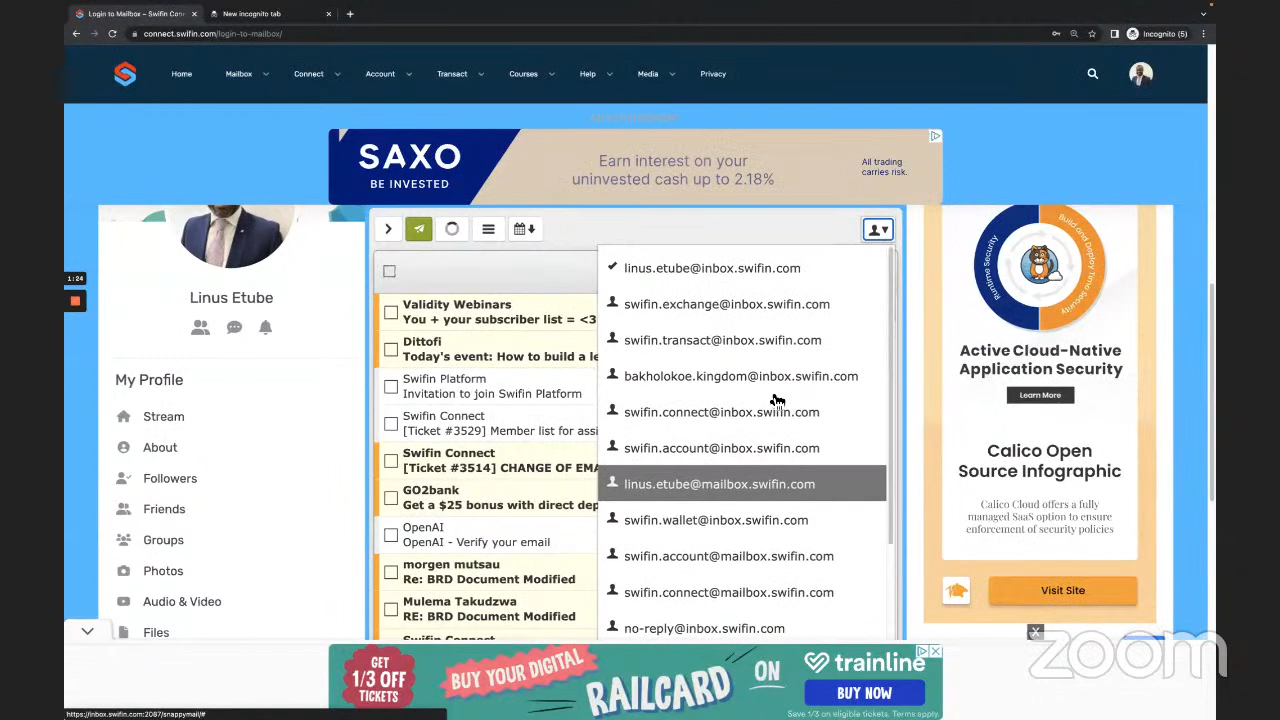 Login to Mailbox – Swifin Con
New incognito tab
connect.swifin.com/login-to-mailbox/
Incognito (5)
Home
Mailbox
Connect
Account
Transact
Courses
Help
Media
Privacy
ADVERTISEMENT
SAXO
BE INVESTED
Earn interest on your
uninvested cash up to 2.18%
All trading
carries risk.
1:24
Linus Etube
My Profile
Stream
About
Followers
Friends
Groups
Photos
Audio & Video
Files
Validity Webinars
You + your subscriber list = <3
Dittofi
Today's event: How to build a le
Swifin Platform
Invitation to join Swifin Platform
Swifin Connect
[Ticket #3529] Member list for assi
Swifin Connect
[Ticket #3514] CHANGE OF EMA
GO2bank
Get a $25 bonus with direct dep
OpenAI
OpenAI - Verify your email
morgen mutsau
Re: BRD Document Modified
Mulema Takudzwa
RE: BRD Document Modified
Swifin Connect
linus.etube@inbox.swifin.com
swifin.exchange@inbox.swifin.com
swifin.transact@inbox.swifin.com
bakholokoe.kingdom@inbox.swifin.com
swifin.connect@inbox.swifin.com
swifin.account@inbox.swifin.com
linus.etube@mailbox.swifin.com
swifin.wallet@inbox.swifin.com
swifin.account@mailbox.swifin.com
swifin.connect@mailbox.swifin.com
no-reply@inbox.swifin.com
Runtime Security
Build and Deploy Time Security
Active Cloud-Native
Application Security
Learn More
Calico Open
Source Infographic
Calico Cloud offers a fully
managed SaaS option to ensure
enforcement of security policies
Visit Site
X
zoom
GET
1/3 OFF
TICKETS
BUY YOUR DIGITAL
RAILCARD
ON
trainline
BUY NOW
Save 1/3 on eligible tickets. Terms apply.
https://inbox.swifin.com:2087/snappymail/#